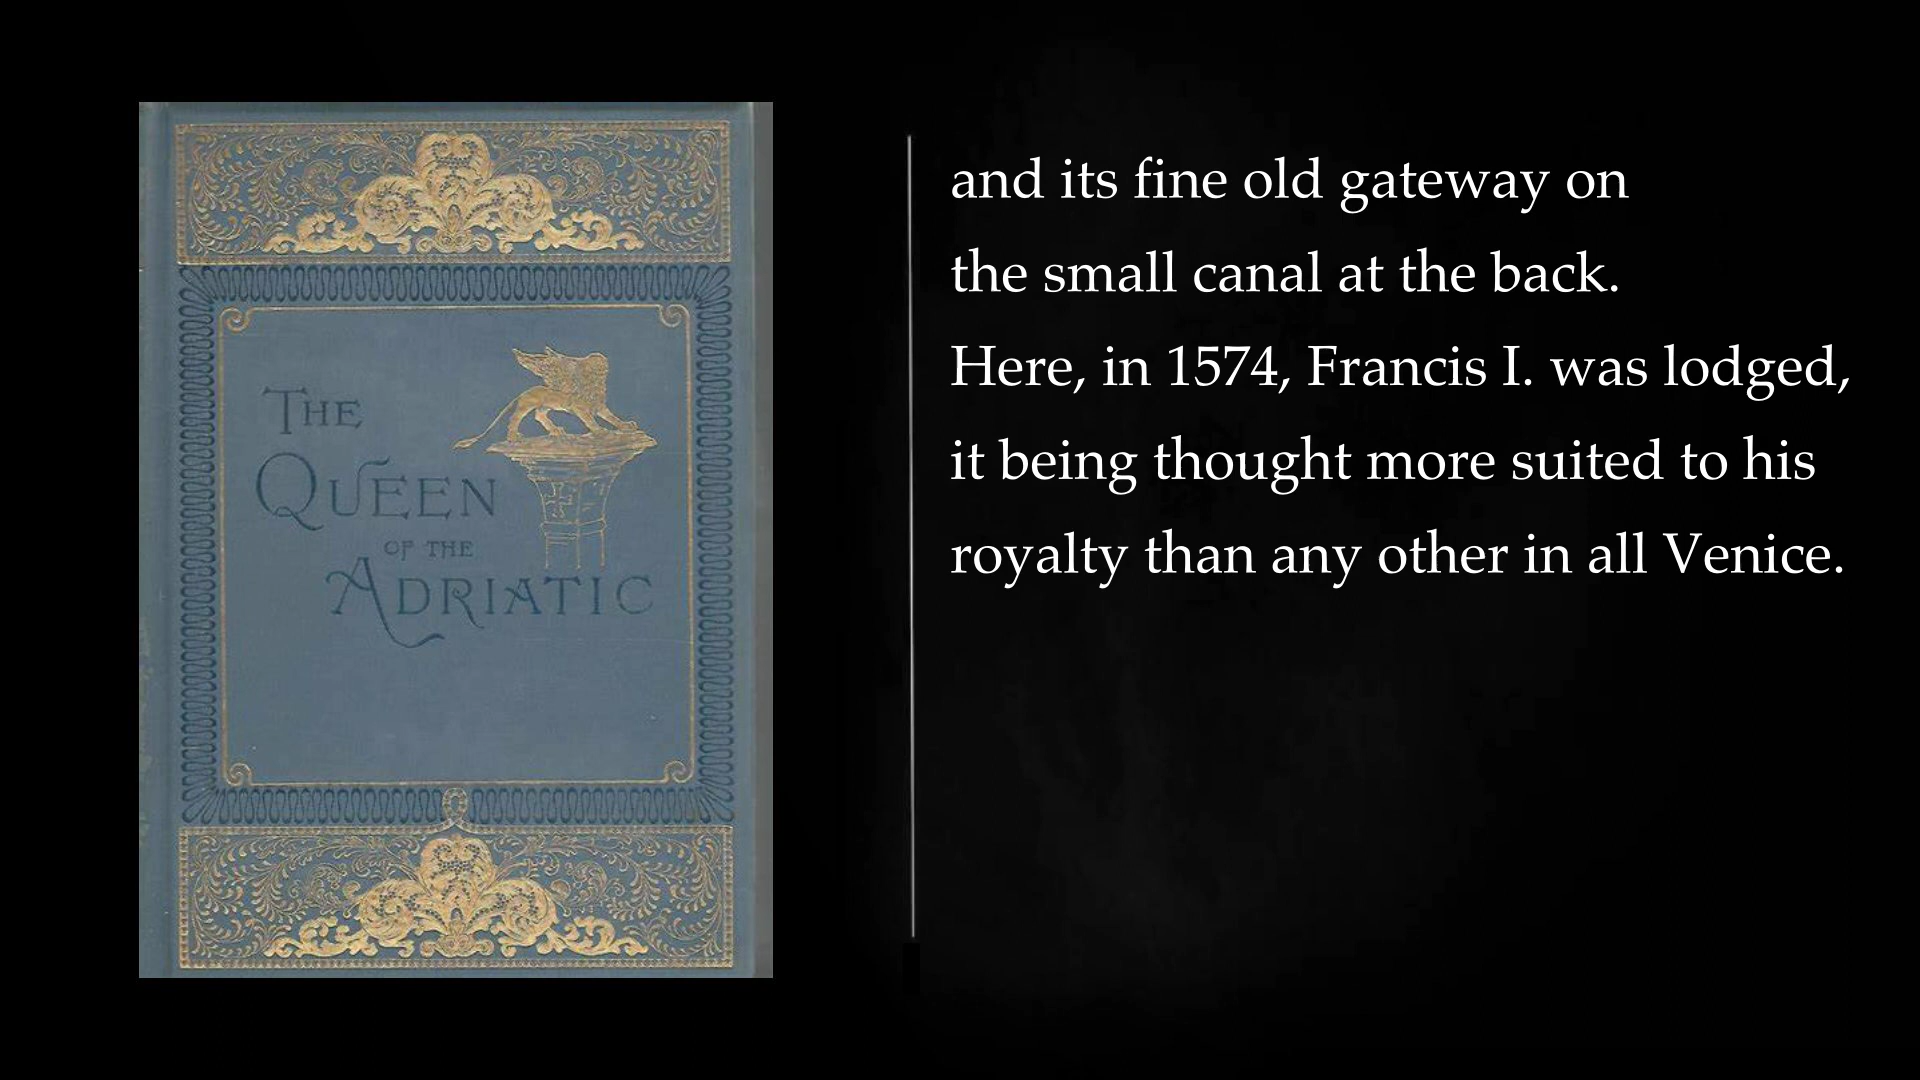 THE
QUEEN
OF THE
ADRIATIC
and its fine old gateway on
the small canal at the back.
Here, in 1574, Francis I. was lodged,
it being thought more suited to his
royalty than any other in all Venice.